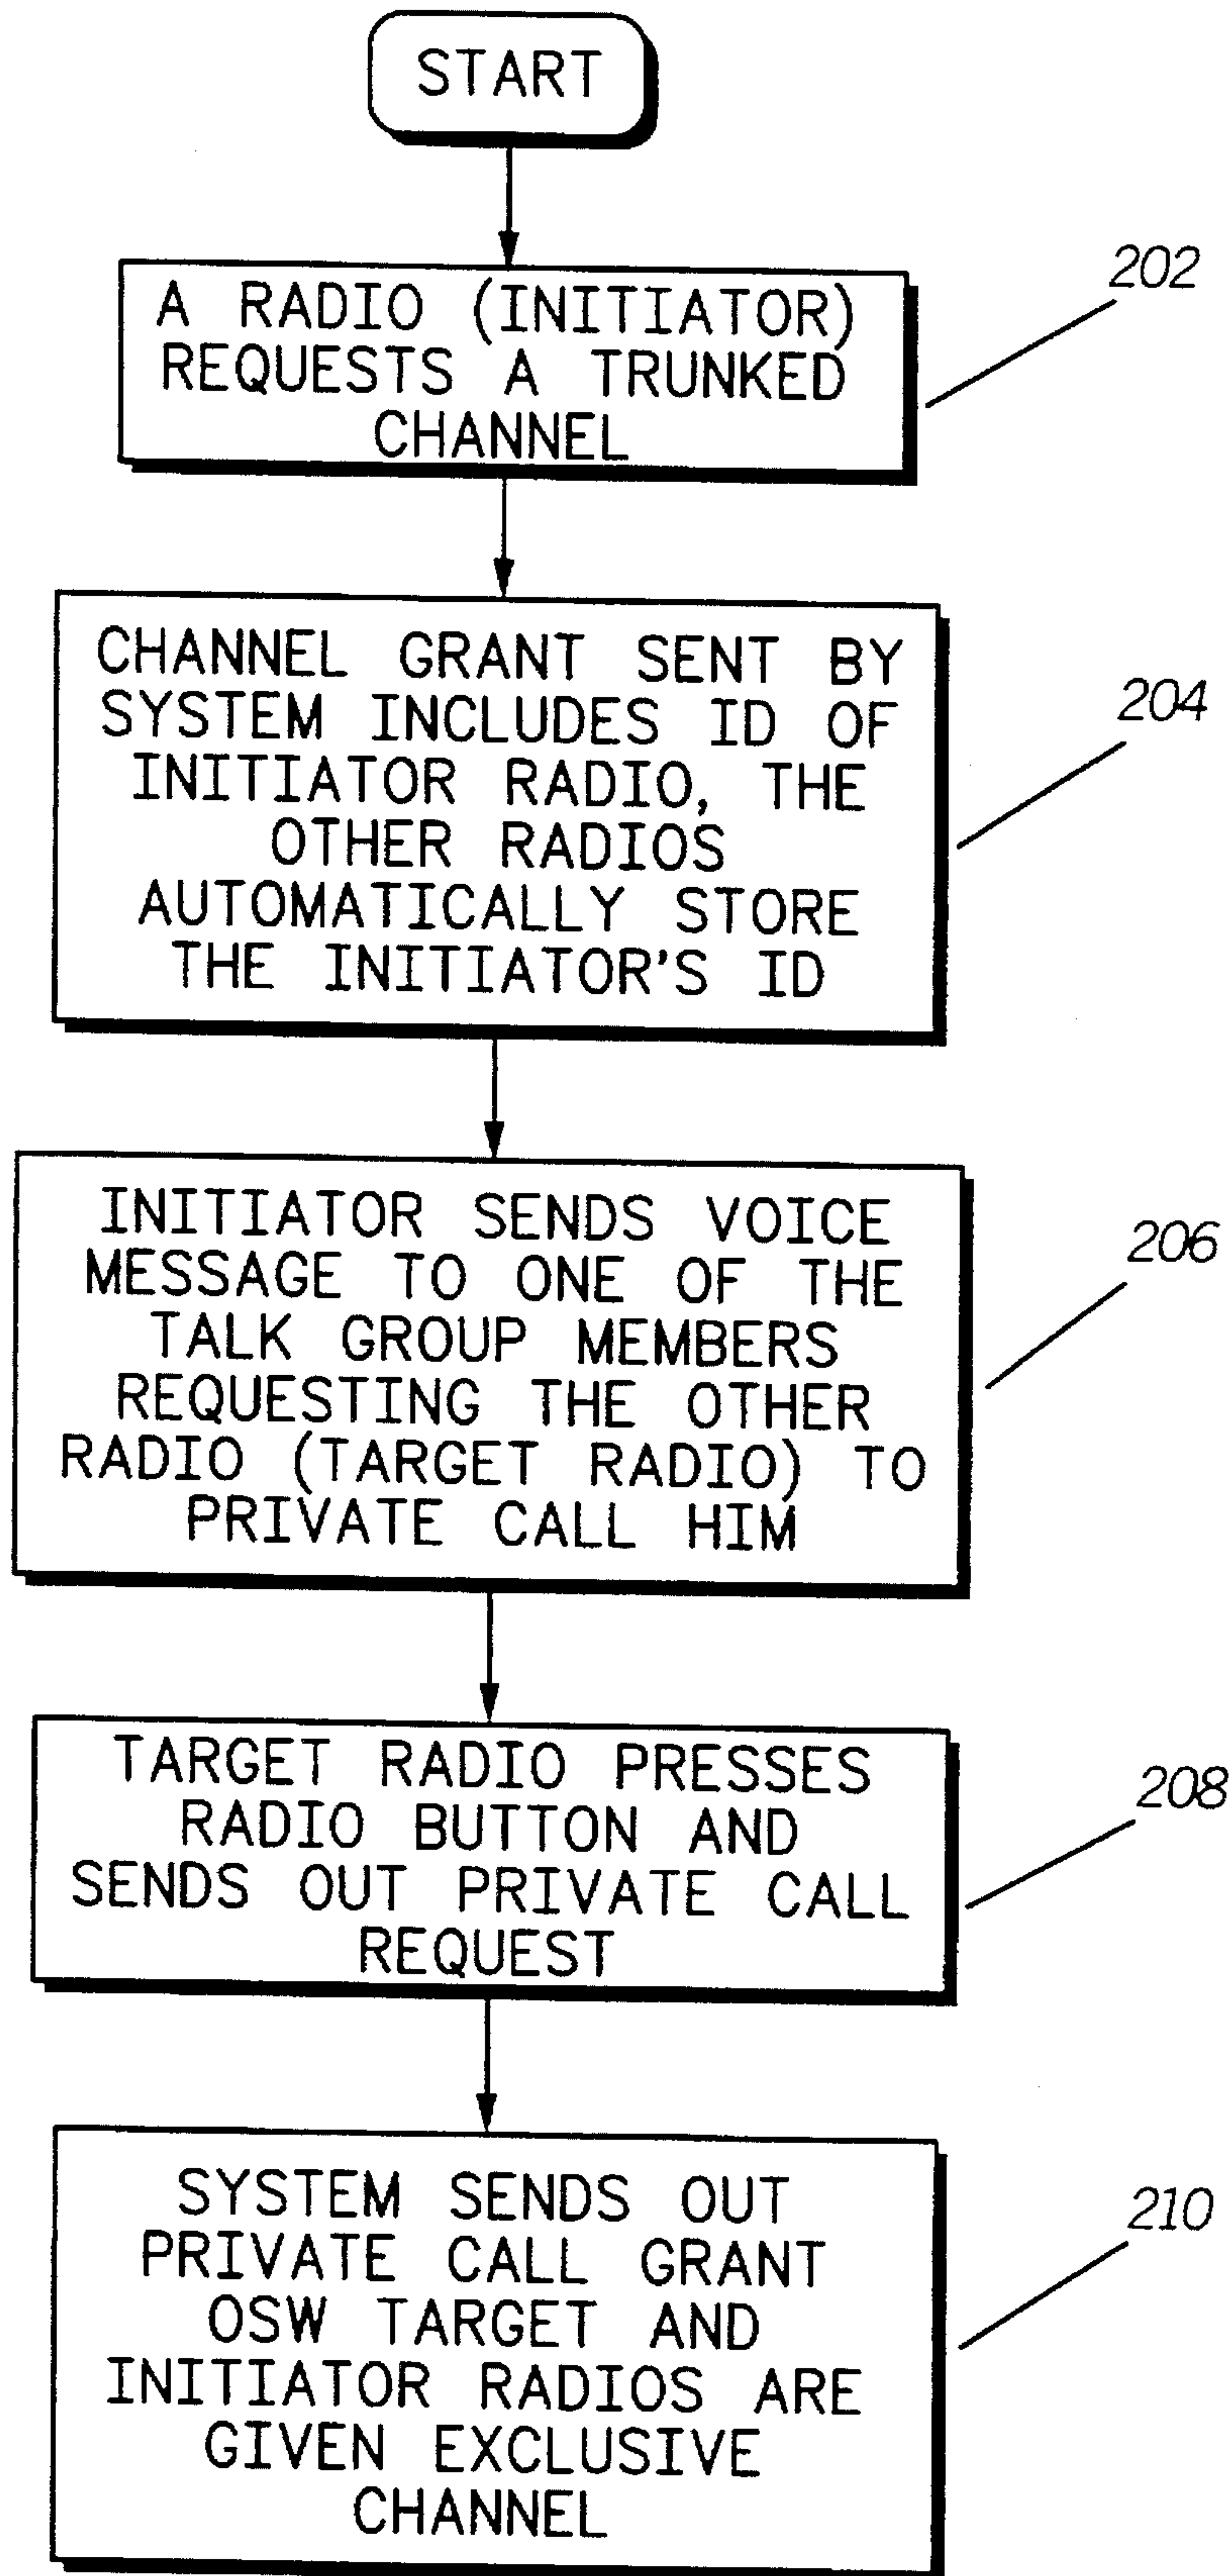 START
A RADIO (INITIATOR)
REQUESTS A TRUNKED
CHANNEL
202
CHANNEL GRANT SENT BY
SYSTEM INCLUDES ID OF
INITIATOR RADIO, THE
OTHER RADIOS
AUTOMATICALLY STORE
THE INITIATOR'S ID
204
INITIATOR SENDS VOICE
MESSAGE TO ONE OF THE
TALK GROUP MEMBERS
REQUESTING THE OTHER
RADIO (TARGET RADIO) TO
PRIVATE CALL HIM
206
TARGET RADIO PRESSES
RADIO BUTTON AND
SENDS OUT PRIVATE CALL
REQUEST
208
SYSTEM SENDS OUT
PRIVATE CALL GRANT
OSW TARGET AND
INITIATOR RADIOS ARE
GIVEN EXCLUSIVE
CHANNEL
210